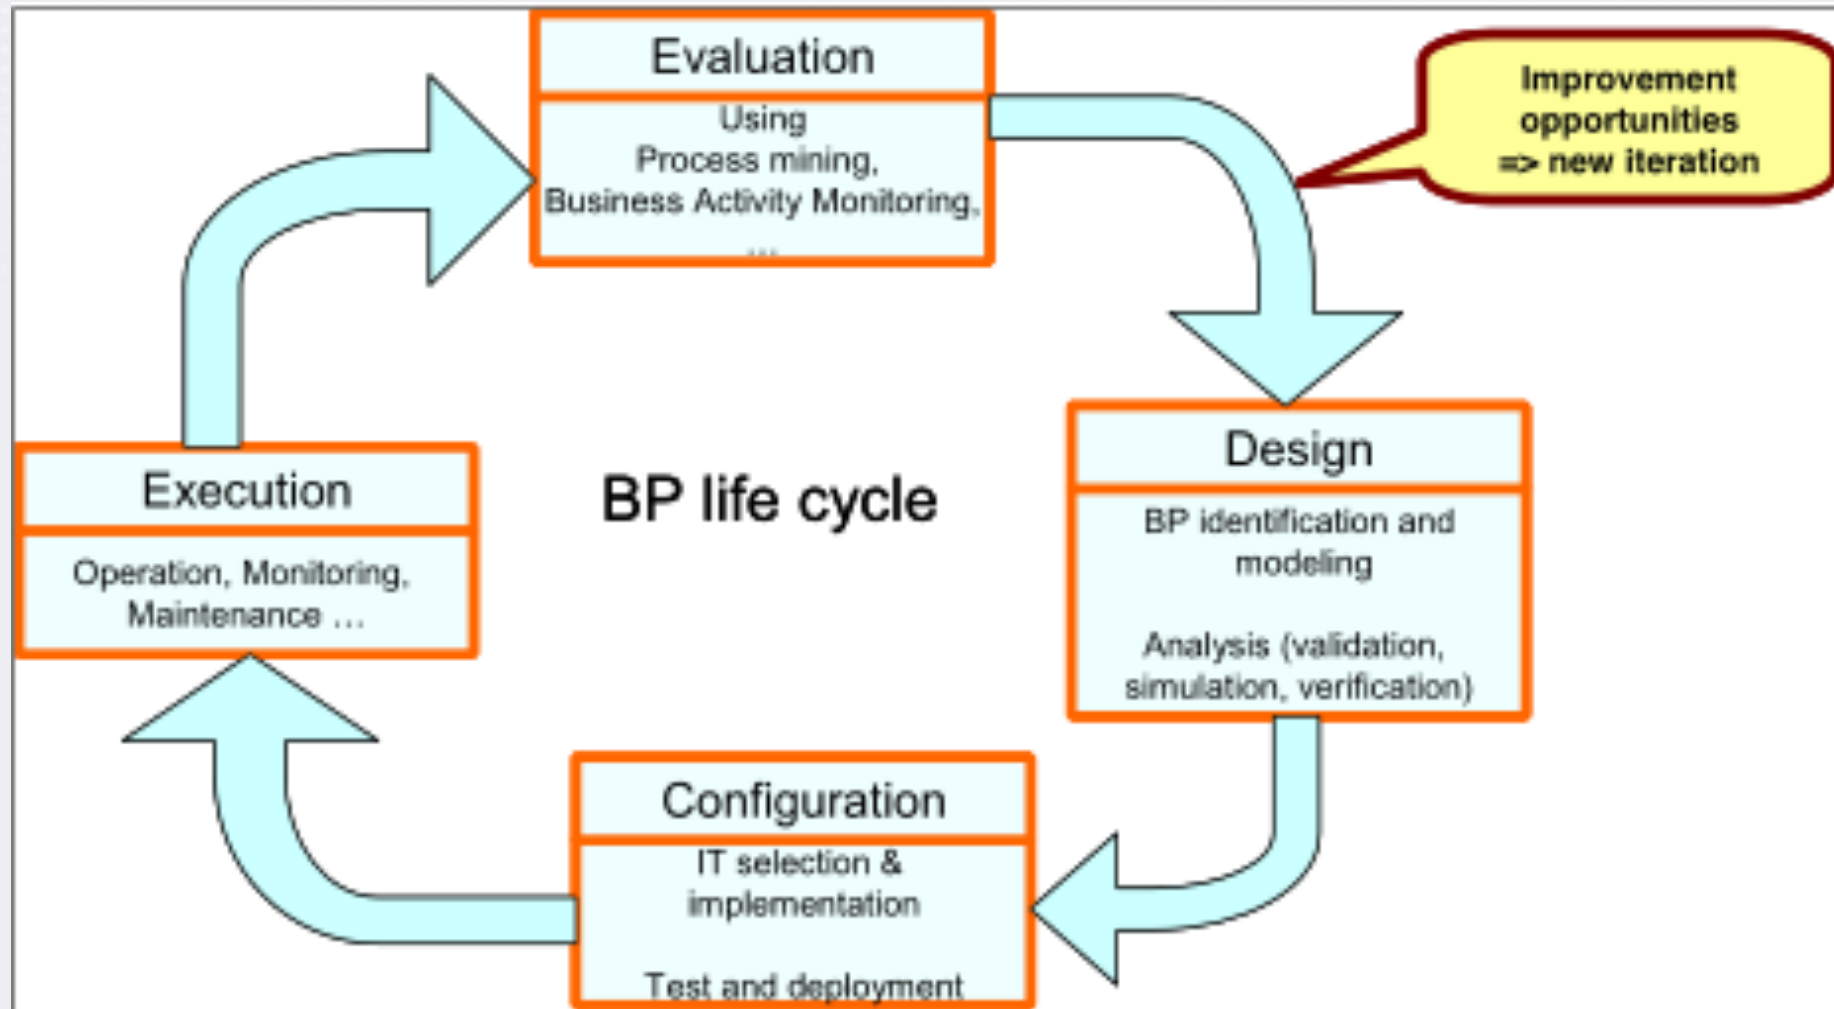 Evaluation
Using
Process mining,
Business Activity Monitoring,
...
Improvement
opportunities
=> new iteration
Design
BP identification and
modeling
Analysis (validation,
simulation, verification)
BP life cycle
Execution
Operation, Monitoring,
Maintenance ...
Configuration
IT selection &
implementation
Test and deployment